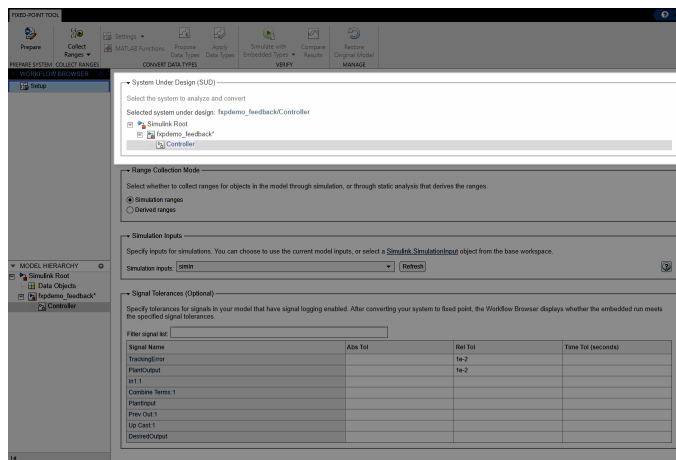 FIXED-POINT TOOL
Prepare
Collect
Ranges
Settings
MATLAB Functions
Propose
Data Types
Apply
Data Types
Simulate with
Embedded Types
Compare
Results
Restore
Original Model
PREPARE SYSTEM
COLLECT RANGES
CONVERT DATA TYPES
VERIFY
MANAGE
WORKFLOW BROWSER
Setup
System Under Design (SUD)
Select the system to analyze and convert
Selected system under design: fxpdemo_feedback/Controller
Simulink Root
fxpdemo_feedback*
Controller
Range Collection Mode
Select whether to collect ranges for objects in the model through simulation, or through static analysis that derives the ranges.
Simulation ranges
Derived ranges
Simulation Inputs
Specify inputs for simulations. You can choose to use the current model inputs, or select a Simulink.SimulationInput object from the base workspace.
Simulation inputs: simIn Refresh
MODEL HIERARCHY
Simulink Root
Data Objects
fxpdemo_feedback*
Controller
Signal Tolerances (Optional)
Specify tolerances for signals in your model that have signal logging enabled. After converting your system to fixed point, the Workflow Browser displays whether the embedded run meets
the specified signal tolerances.
Filter signal list:
Signal Name Abs Tol Rel Tol Time Tol (seconds)
TrackingError 1e-2
PlantOutput 1e-2
In1:1
Combine Terms:1
PlantInput
Prev Out:1
Up Cast:1
DesiredOutput